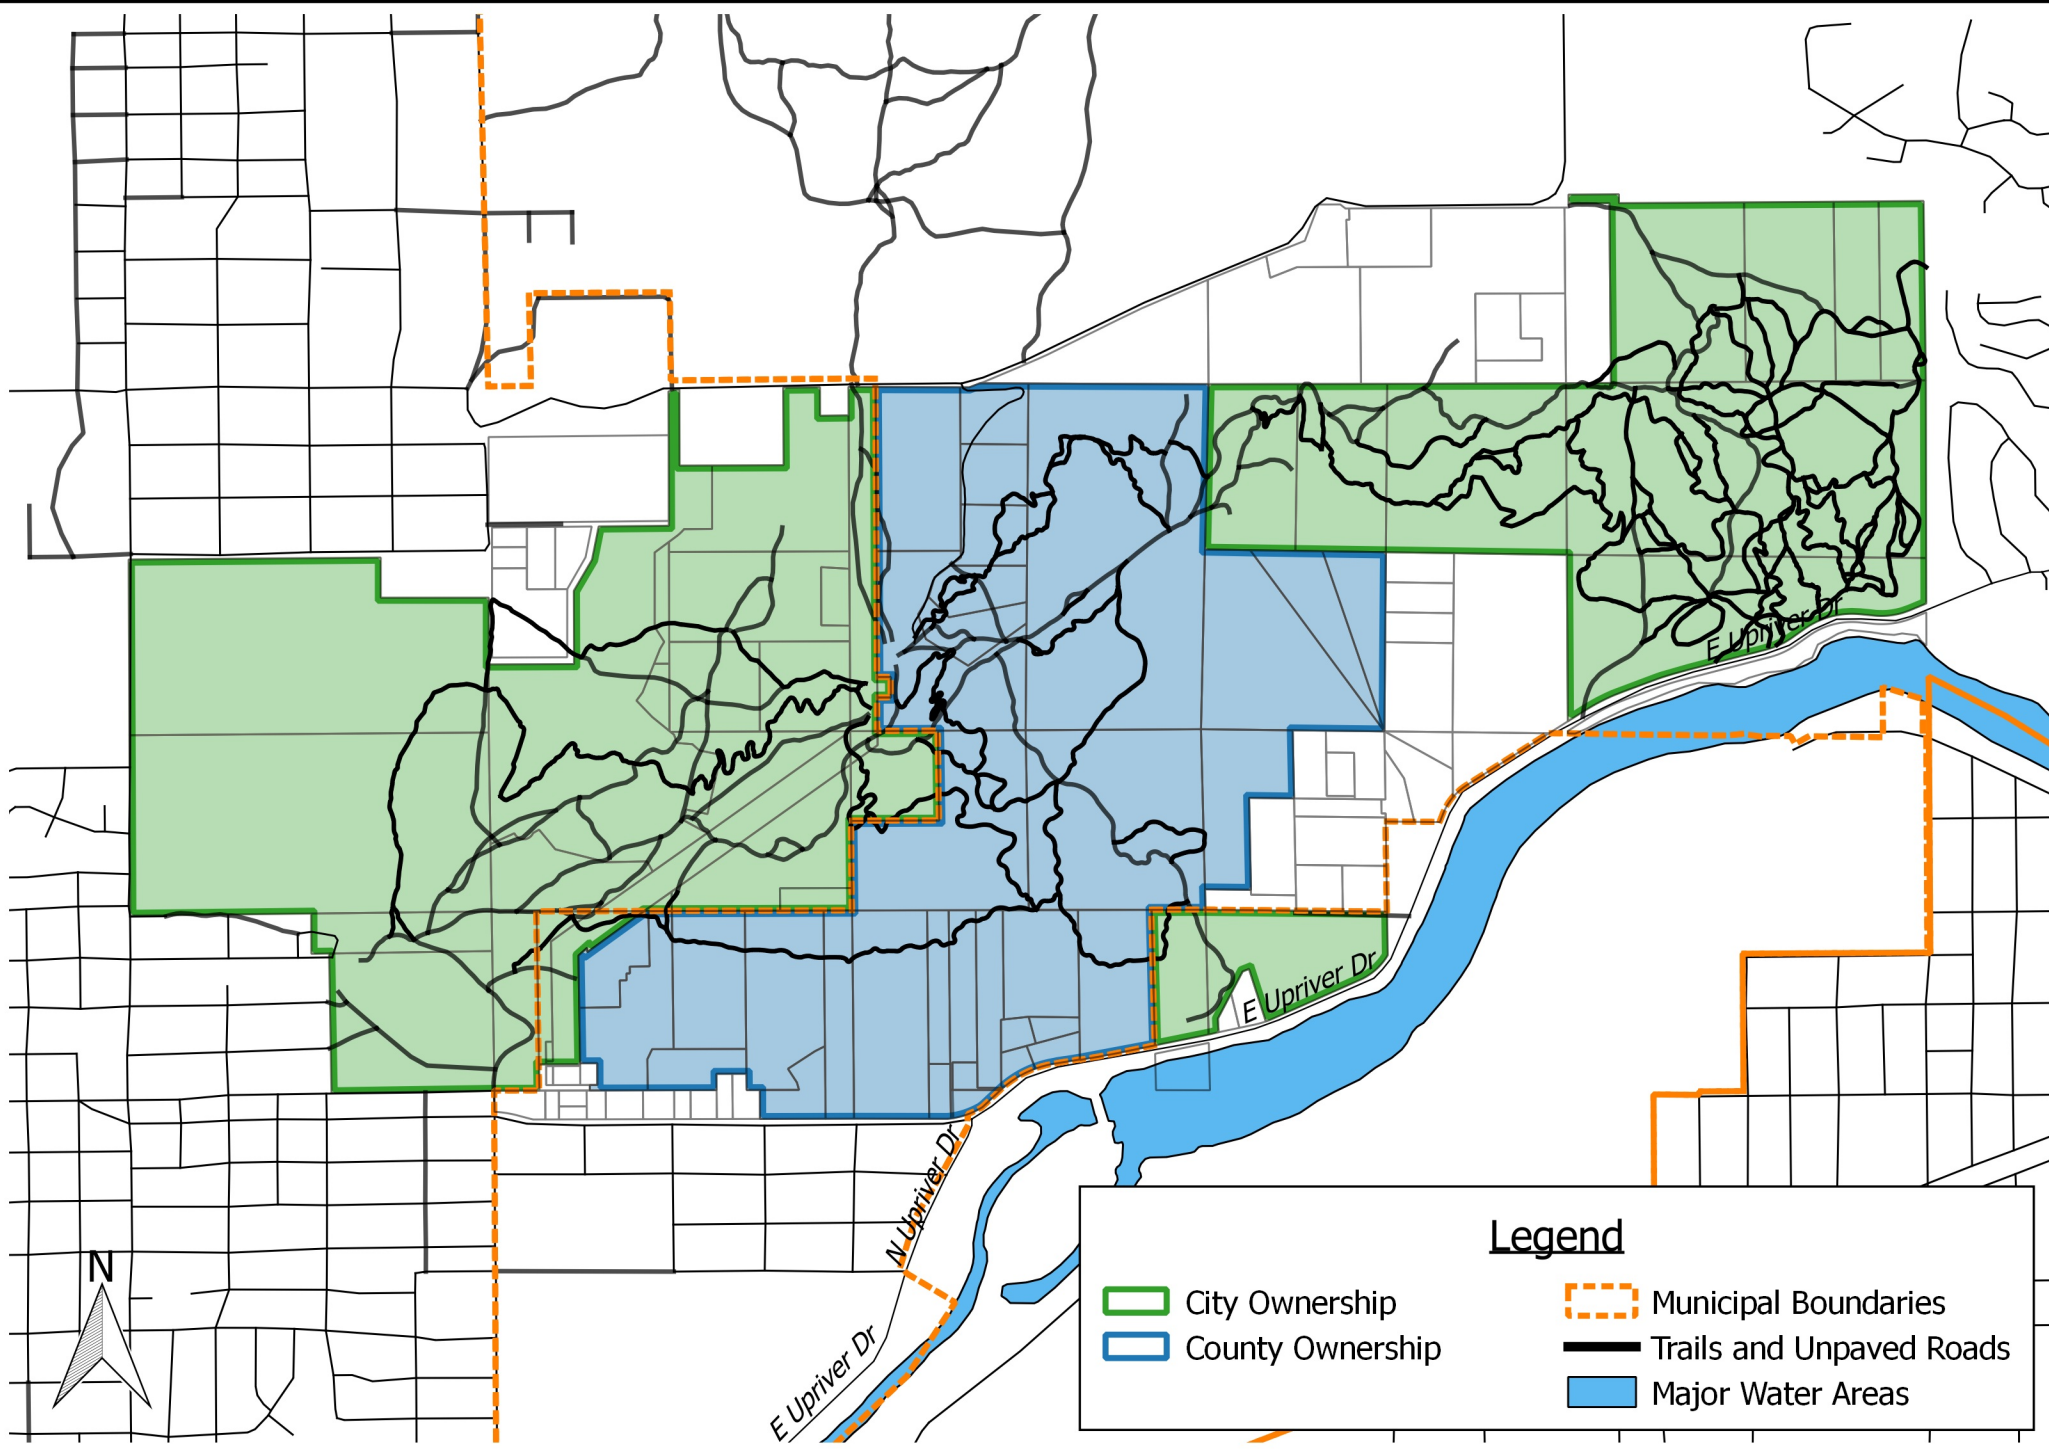 E Upriver Dr
E Upriver Dr
N Upriver Dr
E Upriver Dr
N
Legend
City Ownership
County Ownership
Municipal Boundaries
Trails and Unpaved Roads
Major Water Areas